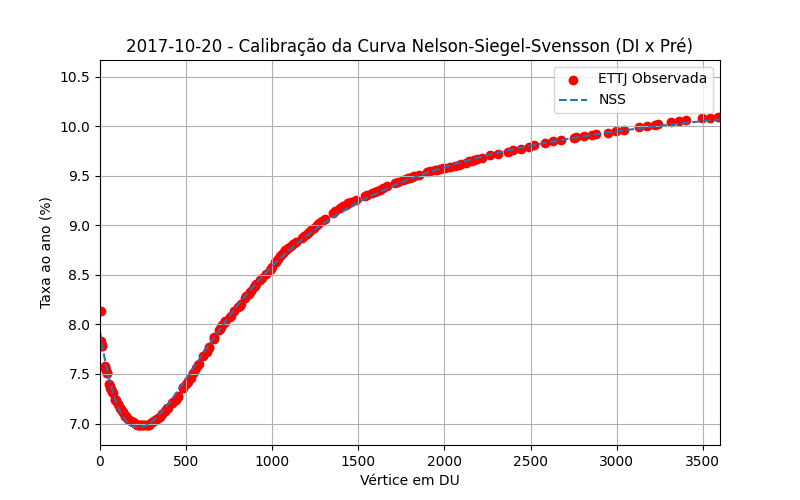 2017-10-20 - Calibração da Curva Nelson-Siegel-Svensson (DI x Pré)
ETTJ Observada
NSS
Taxa ao ano (%)
10.5
10.0
9.5
9.0
8.5
8.0
7.5
7.0
0 500 1000 1500 2000 2500 3000 3500
Vértice em DU